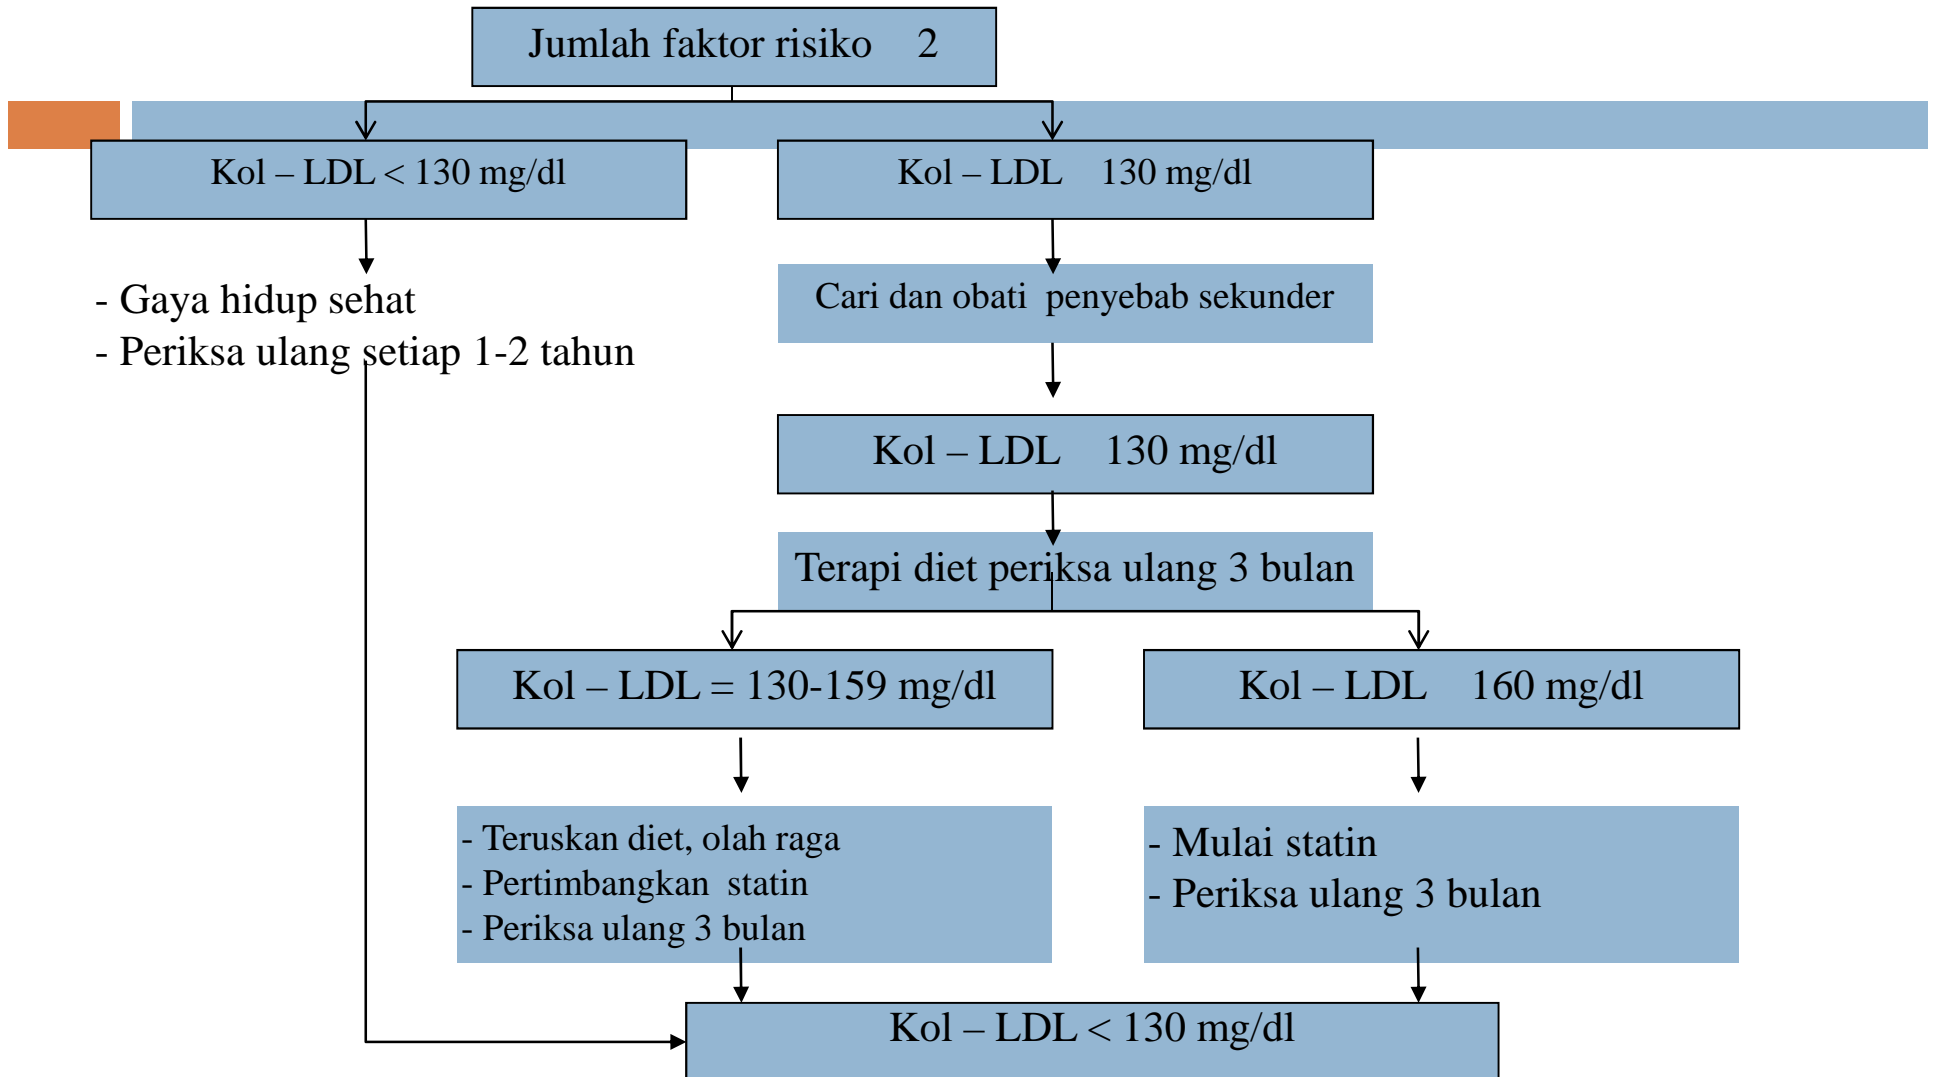 Jumlah faktor risiko 2
Kol – LDL < 130 mg/dl
Kol – LDL 130 mg/dl
- Gaya hidup sehat
- Periksa ulang setiap 1-2 tahun
Cari dan obati penyebab sekunder
Kol – LDL 130 mg/dl
Terapi diet periksa ulang 3 bulan
Kol – LDL = 130-159 mg/dl
Kol – LDL 160 mg/dl
- Teruskan diet, olah raga
- Pertimbangkan statin
- Periksa ulang 3 bulan
- Mulai statin
- Periksa ulang 3 bulan
Kol – LDL < 130 mg/dl